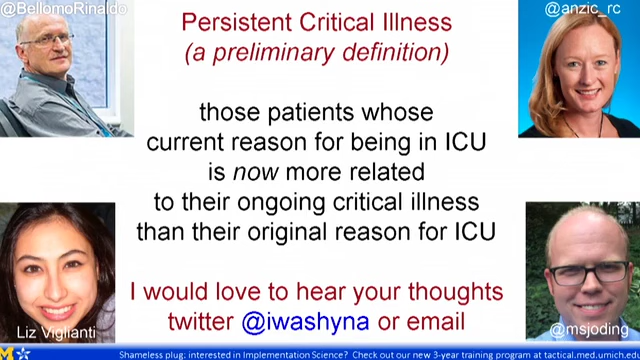 @BellomoRinaldo
@anzic_rc
Persistent Critical Illness
(a preliminary definition)
those patients whose
current reason for being in ICU
is now more related
to their ongoing critical illness
than their original reason for ICU
I would love to hear your thoughts
twitter @iwashyna or email
Liz Viglianti
@msjoding
Shameless plug: interested in Implementation Science? Check out our new 3-year training program at tactical.med.umich.edu